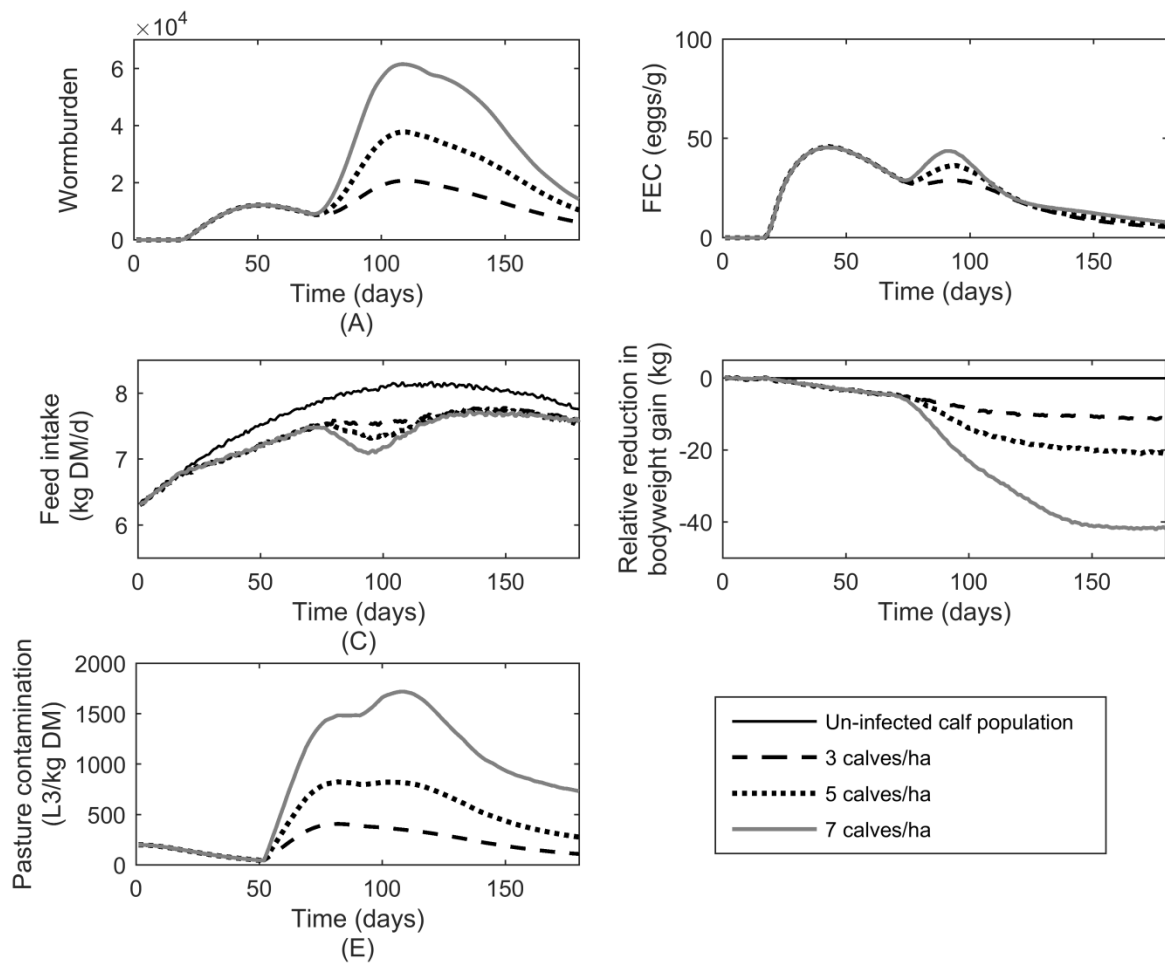 ×10⁴
6
4
2
0
Wormburden
0
50
100
150
Time (days)
(A)
100
50
0
FEC (eggs/g)
0
50
100
150
Time (days)
8
7
6
Feed intake
(kg DM/d)
0
50
100
150
Time (days)
(C)
0
-20
-40
Relative reduction in
bodyweight gain (kg)
0
50
100
150
Time (days)
2000
1500
1000
500
0
Pasture contamination
(L3/kg DM)
0
50
100
150
Time (days)
(E)
Un-infected calf population
3 calves/ha
5 calves/ha
7 calves/ha